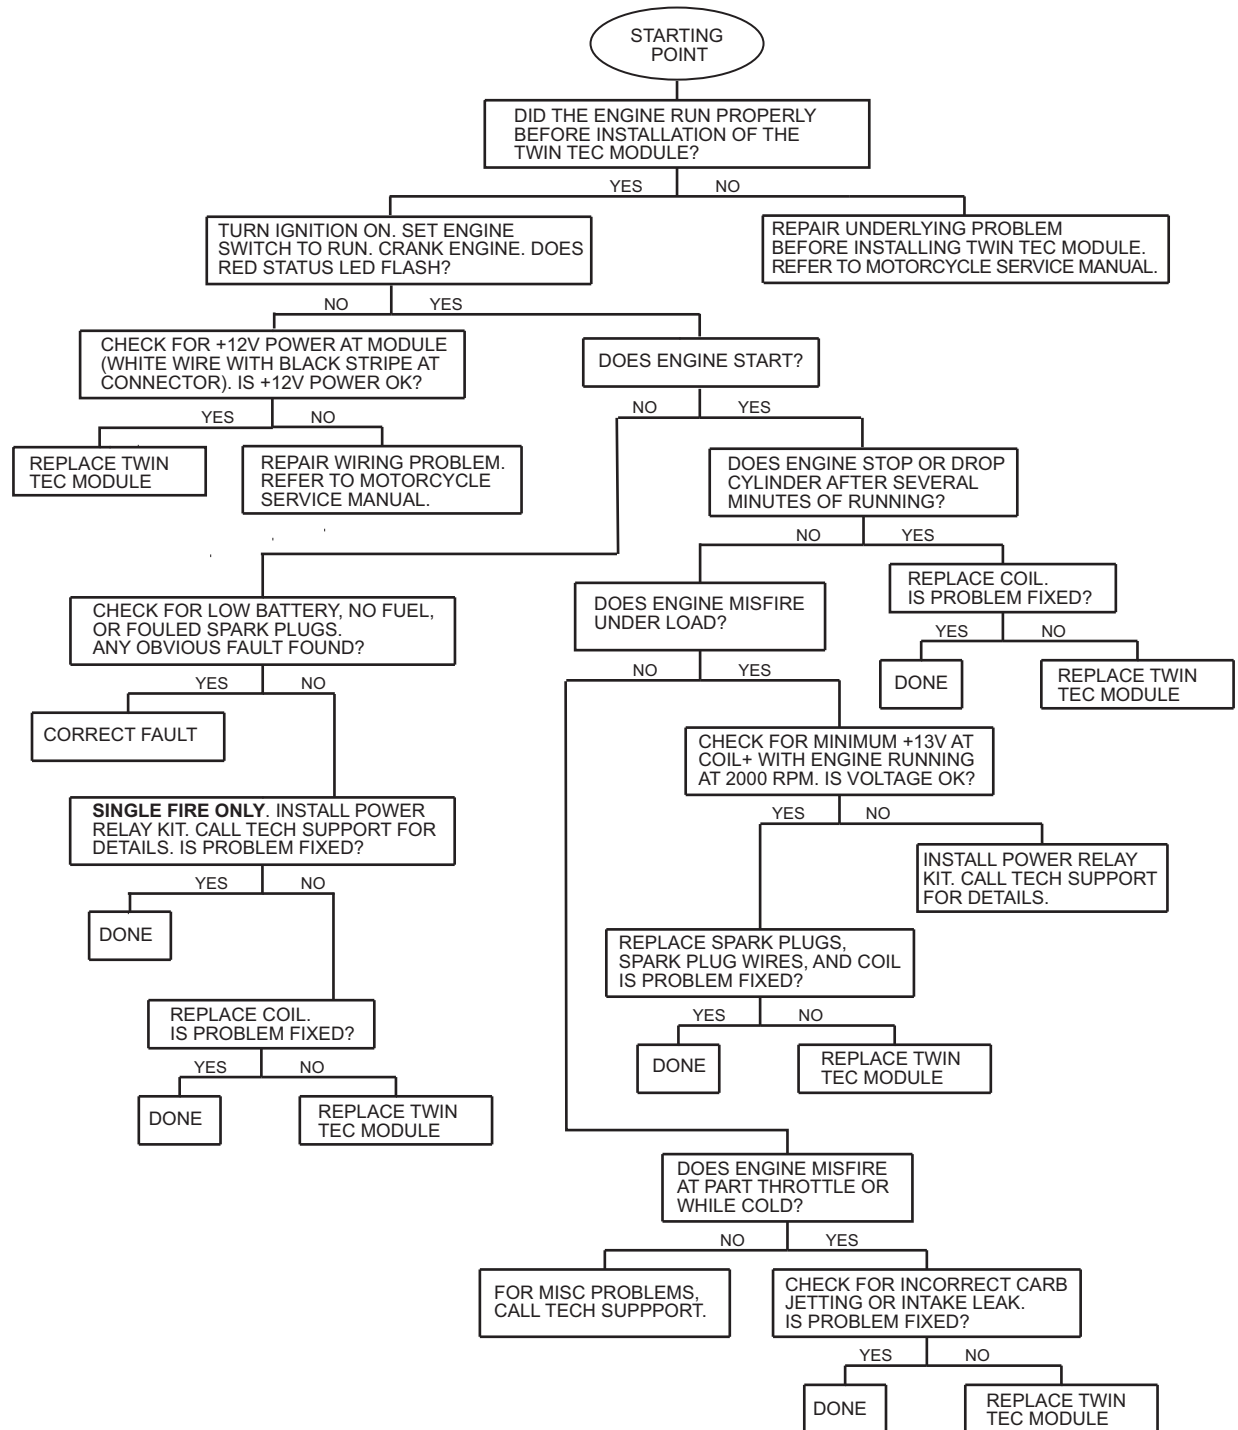 STARTING
POINT
DID THE ENGINE RUN PROPERLY
BEFORE INSTALLATION OF THE
TWIN TEC MODULE?
YES
NO
TURN IGNITION ON. SET ENGINE
SWITCH TO RUN. CRANK ENGINE. DOES
RED STATUS LED FLASH?
REPAIR UNDERLYING PROBLEM
BEFORE INSTALLING TWIN TEC MODULE.
REFER TO MOTORCYCLE SERVICE MANUAL.
NO
YES
CHECK FOR +12V POWER AT MODULE
(WHITE WIRE WITH BLACK STRIPE AT
CONNECTOR). IS +12V POWER OK?
DOES ENGINE START?
YES
NO
NO
YES
REPLACE TWIN
TEC MODULE
REPAIR WIRING PROBLEM.
REFER TO MOTORCYCLE
SERVICE MANUAL.
DOES ENGINE STOP OR DROP
CYLINDER AFTER SEVERAL
MINUTES OF RUNNING?
NO
YES
CHECK FOR LOW BATTERY, NO FUEL,
OR FOULED SPARK PLUGS.
ANY OBVIOUS FAULT FOUND?
DOES ENGINE MISFIRE
UNDER LOAD?
REPLACE COIL.
IS PROBLEM FIXED?
YES
NO
DONE
REPLACE TWIN
TEC MODULE
YES
NO
NO
YES
CORRECT FAULT
CHECK FOR MINIMUM +13V AT
COIL+ WITH ENGINE RUNNING
AT 2000 RPM. IS VOLTAGE OK?
SINGLE FIRE ONLY. INSTALL POWER
RELAY KIT. CALL TECH SUPPORT FOR
DETAILS. IS PROBLEM FIXED?
YES
NO
INSTALL POWER RELAY
KIT. CALL TECH SUPPORT
FOR DETAILS.
YES
NO
DONE
REPLACE SPARK PLUGS,
SPARK PLUG WIRES, AND COIL
IS PROBLEM FIXED?
REPLACE COIL.
IS PROBLEM FIXED?
YES
NO
DONE
REPLACE TWIN
TEC MODULE
YES
NO
DONE
REPLACE TWIN
TEC MODULE
DOES ENGINE MISFIRE
AT PART THROTTLE OR
WHILE COLD?
NO
YES
FOR MISC PROBLEMS,
CALL TECH SUPPPORT.
CHECK FOR INCORRECT CARB
JETTING OR INTAKE LEAK.
IS PROBLEM FIXED?
YES
NO
DONE
REPLACE TWIN
TEC MODULE